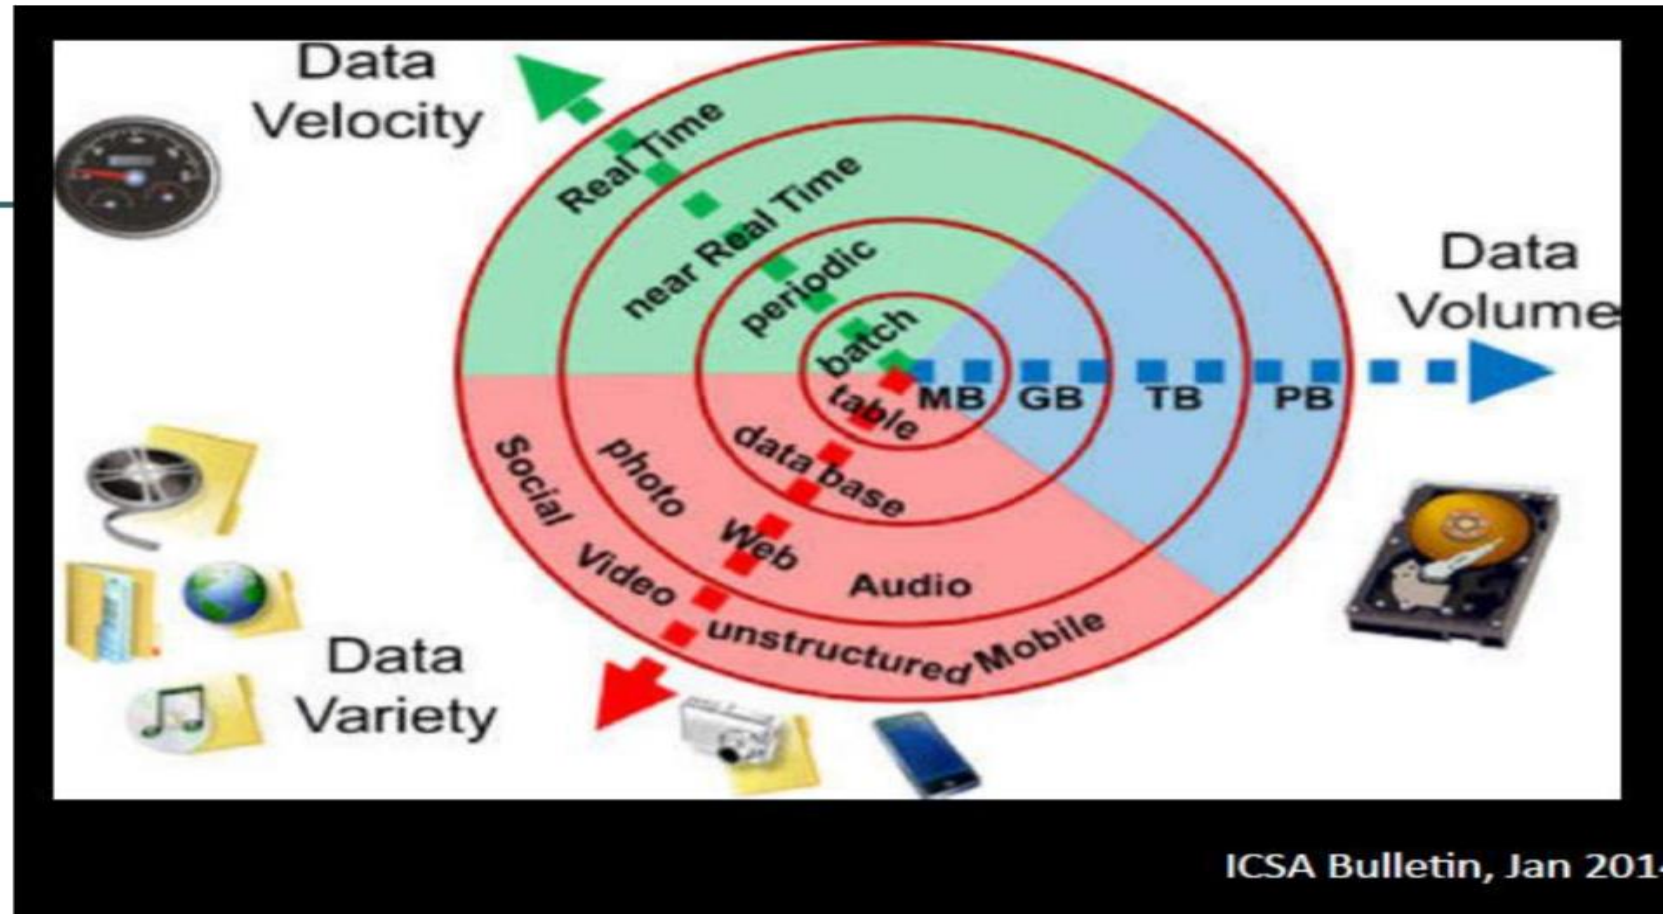 Data
Velocity
Real Time
near Real Time
periodic
batch
Data
Volume
MB GB TB PB
table
data base
photo
Web
Audio
Social
Video
unstructured
Mobile
Data
Variety
ICSA Bulletin, Jan 201